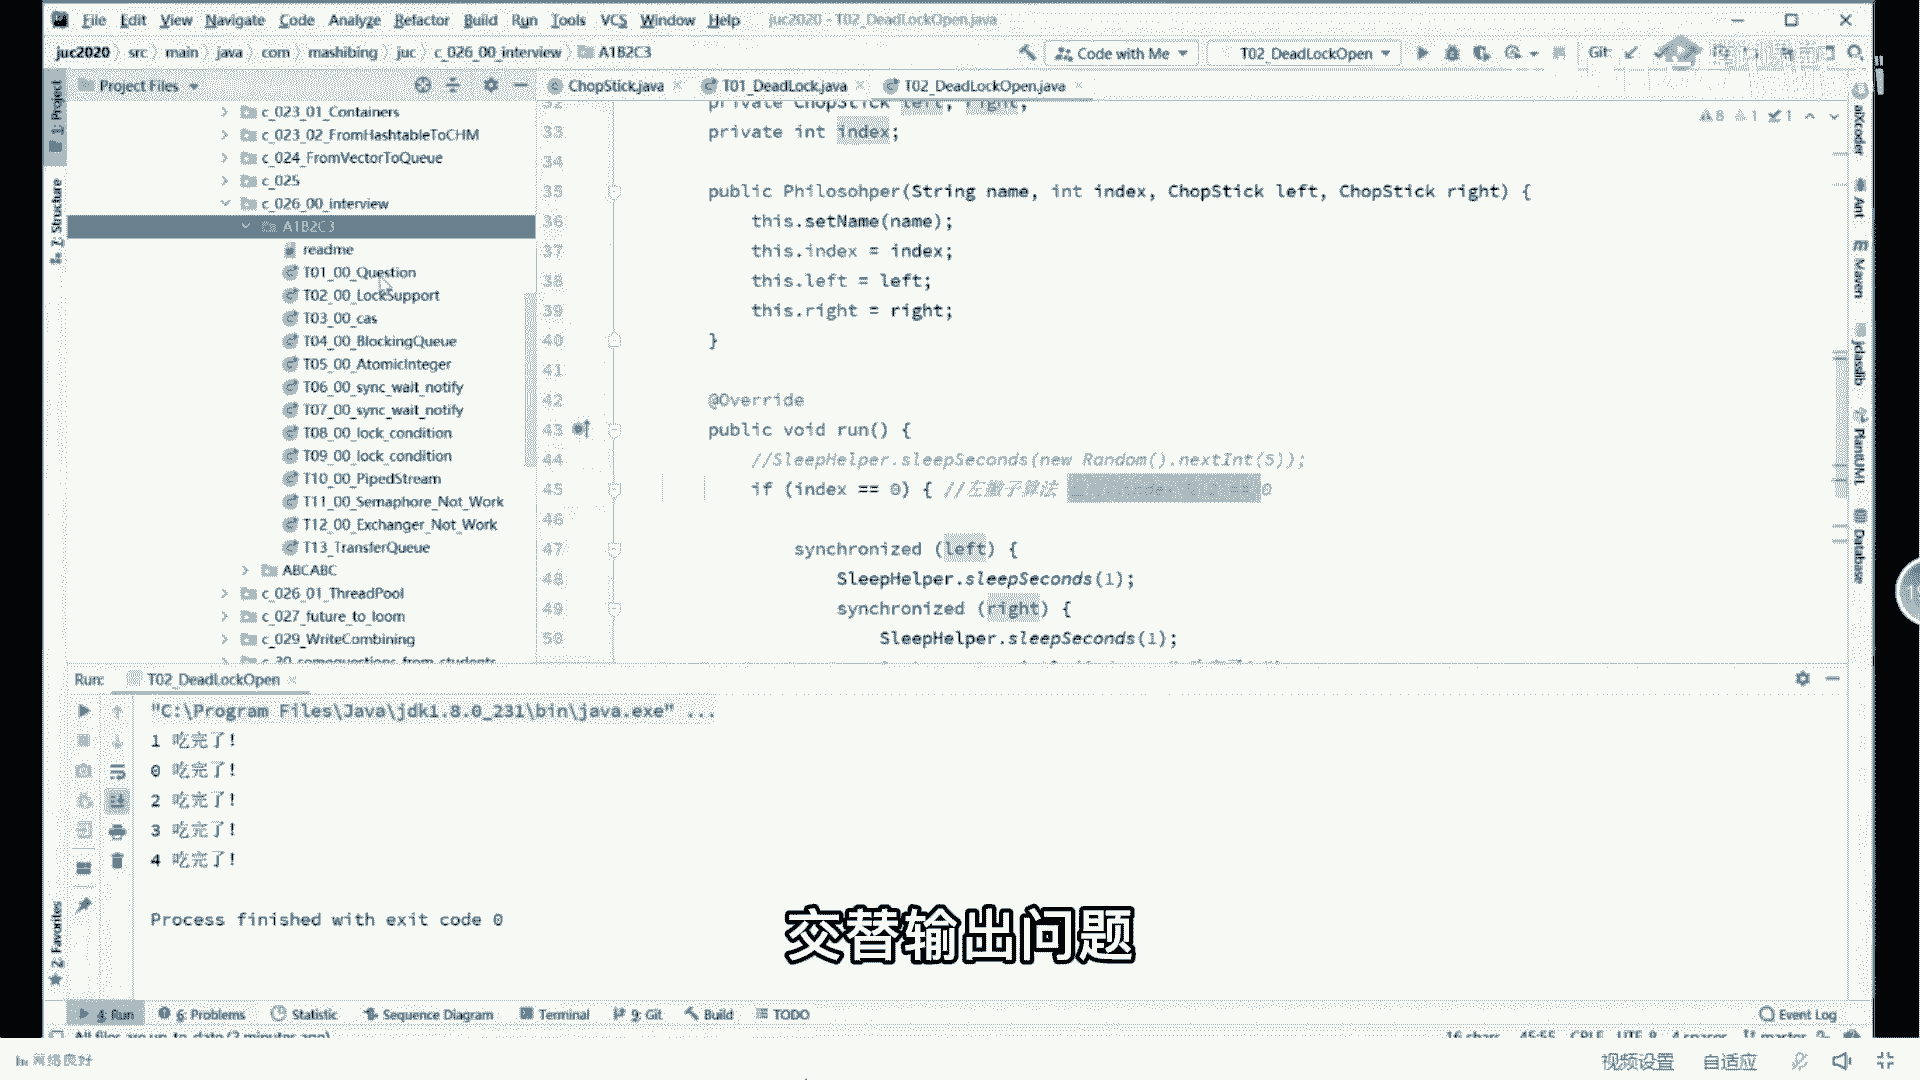 File Edit View Navigate Code Analyze Refactor Build Run Tools VCS Window Help juc2020 - T02_DeadLockOpen.java
juc2020 src main java com mashibing juc c_026_00_interview A1B2C3 Code with Me T02_DeadLockOpen Git:
Project Files
ChopStick.java T01_DeadLock.java T02_DeadLockOpen.java
1: Project
7: Structure
2: Favorites
c_023_01_Containers
c_023_02_FromHashtableToCHM
c_024_FromVectorToQueue
c_025
c_026_00_interview
A1B2C3
readme
T01_00_Question
T02_00_LockSupport
T03_00_cas
T04_00_BlockingQueue
T05_00_AtomicInteger
T06_00_sync_wait_notify
T07_00_sync_wait_notify
T08_00_lock_condition
T09_00_lock_condition
T10_00_PipedStream
T11_00_Semaphore_Not_Work
T12_00_Exchanger_Not_Work
T13_TransferQueue
ABCABC
c_026_01_ThreadPool
c_027_future_to_loom
c_029_WriteCombining
c_30_somequestions_from_students
32 private ChopStick left, right;
33 private int index;
34
35 public Philosohper(String name, int index, ChopStick left, ChopStick right) {
36 this.setName(name);
37 this.index = index;
38 this.left = left;
39 this.right = right;
40 }
41
42 @Override
43 public void run() {
44 //SleepHelper.sleepSeconds(new Random().nextInt(5));
45 if (index == 0) { //左撇子算法 0
46
47 synchronized (left) {
48 SleepHelper.sleepSeconds(1);
49 synchronized (right) {
50 SleepHelper.sleepSeconds(1);
8 1 1
aiXcoder
Ant
Maven
jclasslib
PlantUML
Database
Run: T02_DeadLockOpen
"C:\Program Files\Java\jdk1.8.0_231\bin\java.exe" ...
1 吃完了!
0 吃完了!
2 吃完了!
3 吃完了!
4 吃完了!
Process finished with exit code 0
交替输出问题
4: Run 6: Problems Statistic Sequence Diagram Terminal 9: Git Build TODO Event Log
All files are up-to-date (2 minutes ago) 16 chars 45:55 CRLF UTF-8 4 spaces master
网络良好 视频设置 自适应